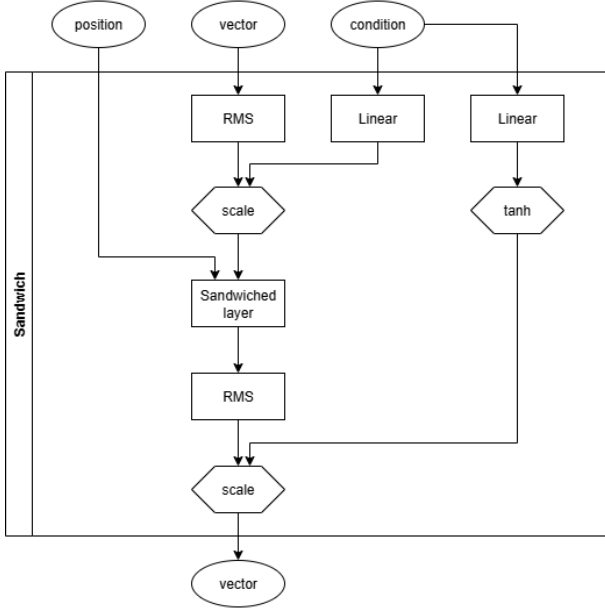 position
vector
condition
RMS
Linear
Linear
scale
tanh
Sandwich
Sandwiched
layer
RMS
scale
vector